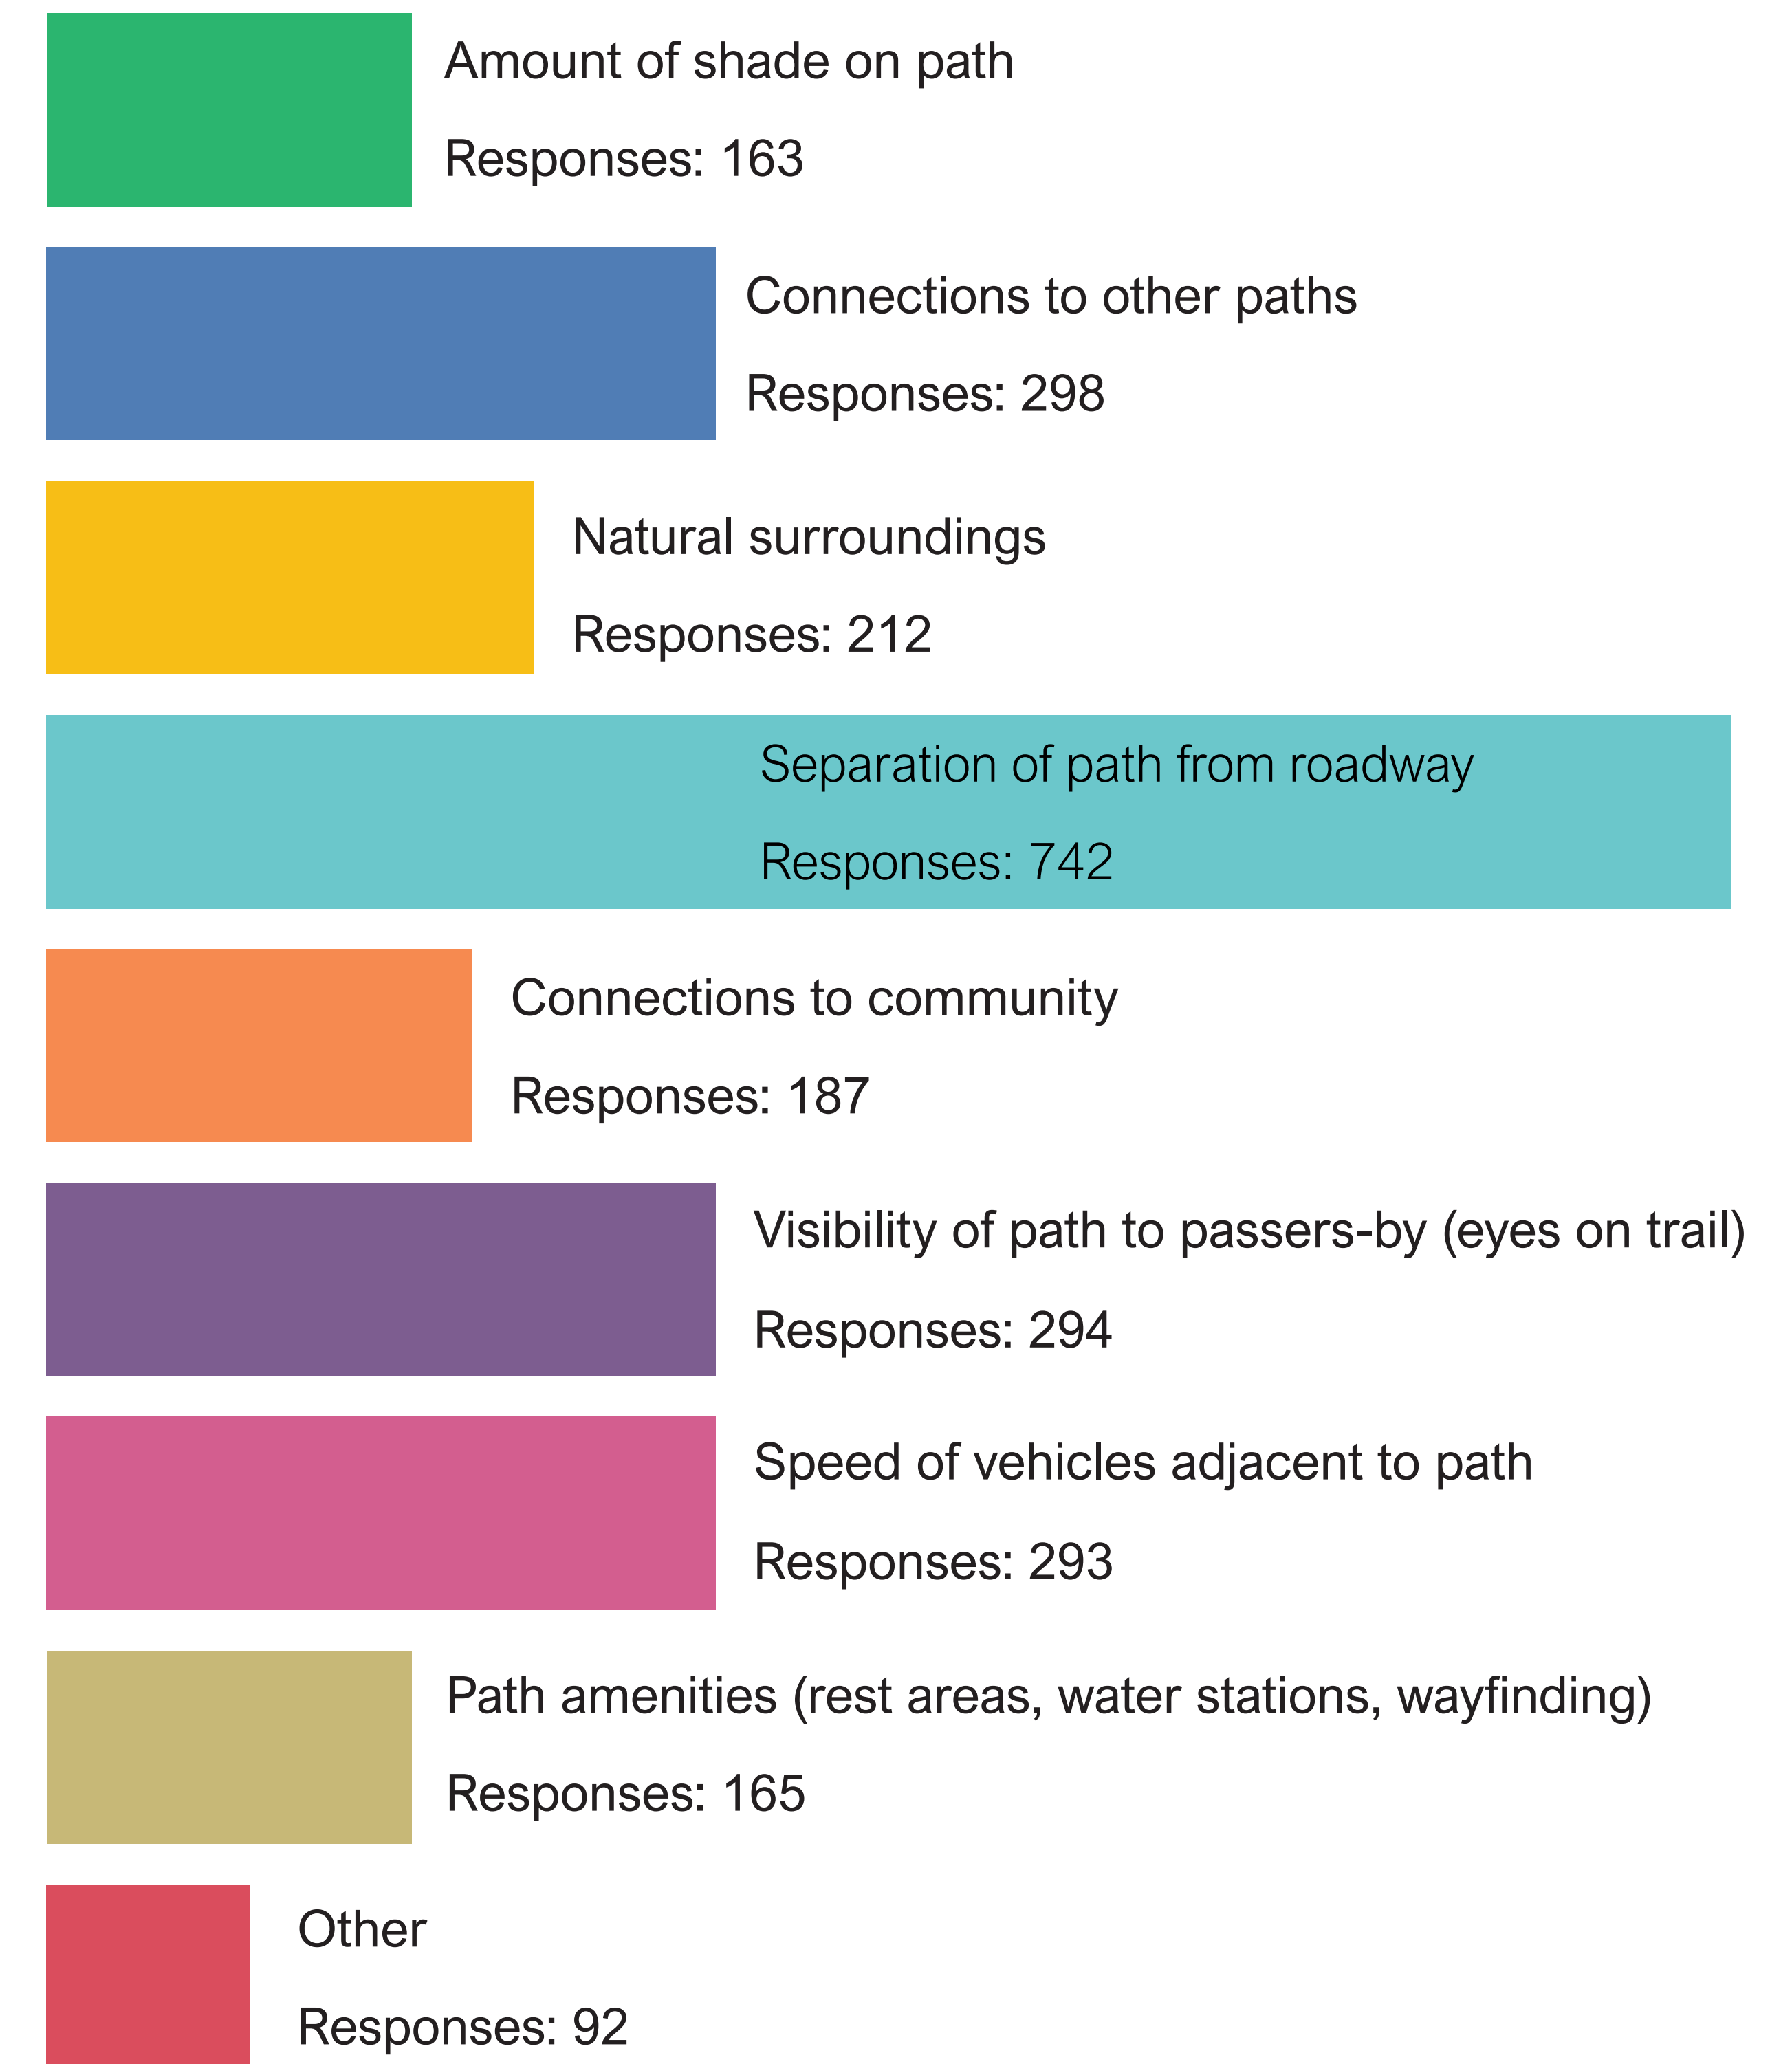 Amount of shade on path
Responses: 163
Connections to other paths
Responses: 298
Natural surroundings
Responses: 212
Separation of path from roadway
Responses: 742
Connections to community
Responses: 187
Visibility of path to passers-by (eyes on trail)
Responses: 294
Speed of vehicles adjacent to path
Responses: 293
Path amenities (rest areas, water stations, wayfinding)
Responses: 165
Other
Responses: 92